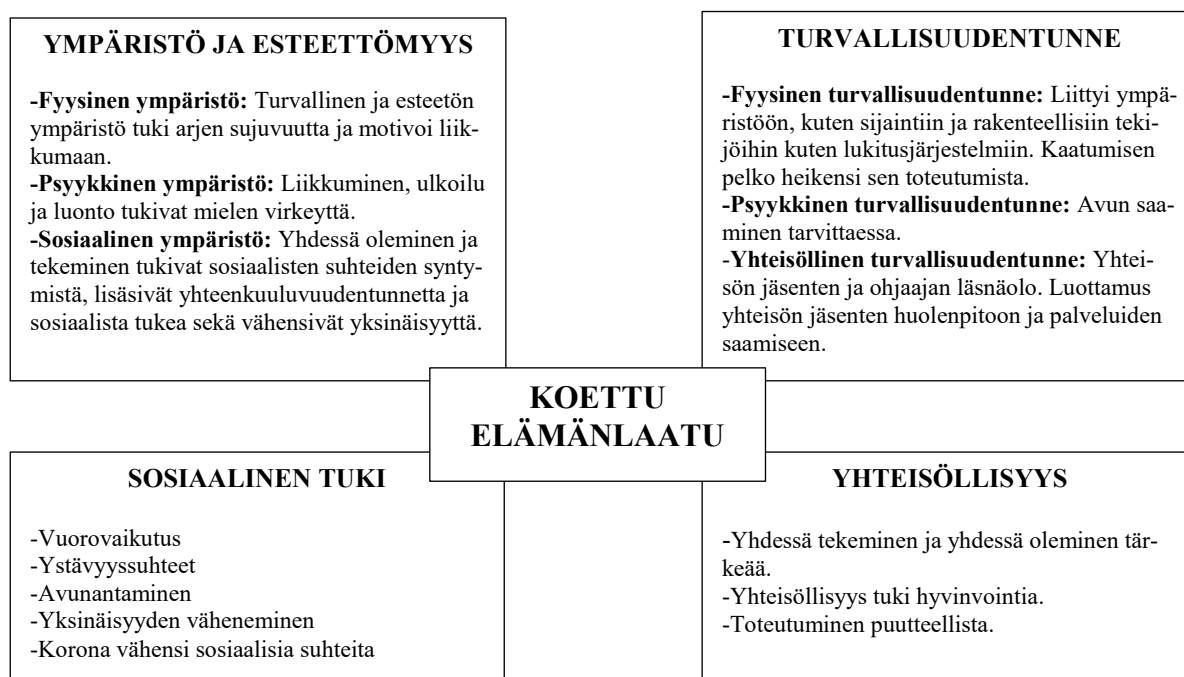 YMPÄRISTÖ JA ESTEETTÖMYYS
-Fyysinen ympäristö: Turvallinen ja esteetön
ympäristö tuki arjen sujuvuutta ja motivoi liik-
kumaan.
-Psyykkinen ympäristö: Liikkuminen, ulkoilu
ja luonto tukivat mielen virkeyttä.
-Sosiaalinen ympäristö: Yhdessä oleminen ja
tekeminen tukivat sosiaalisten suhteiden synty-
mistä, lisäsivät yhteenkuuluvuudentunnetta ja
sosiaalista tukea sekä vähensivät yksinäisyyttä.
TURVALLISUUDENTUNNE
-Fyysinen turvallisuudentunne: Liittyi ympä-
ristöön, kuten sijaintiin ja rakenteellisiin teki-
jöihin kuten lukitusjärjestelmiin. Kaatumisen
pelko heikensi sen toteutumista.
-Psyykkinen turvallisuudentunne: Avun saa-
minen tarvittaessa.
-Yhteisöllinen turvallisuudentunne: Yhtei-
sön jäsenten ja ohjaajan läsnäolo. Luottamus
yhteisön jäsenten huolenpitoon ja palveluiden
saamiseen.
KOETTU
ELÄMÄNLAATU
SOSIAALINEN TUKI
-Vuorovaikutus
-Ystävyyssuhteet
-Avunantaminen
-Yksinäisyyden väheneminen
-Korona vähensi sosiaalisia suhteita
YHTEISÖLLISYYS
-Yhdessä tekeminen ja yhdessä oleminen tär-
keää.
-Yhteisöllisyys tuki hyvinvointia.
-Toteutuminen puutteellista.